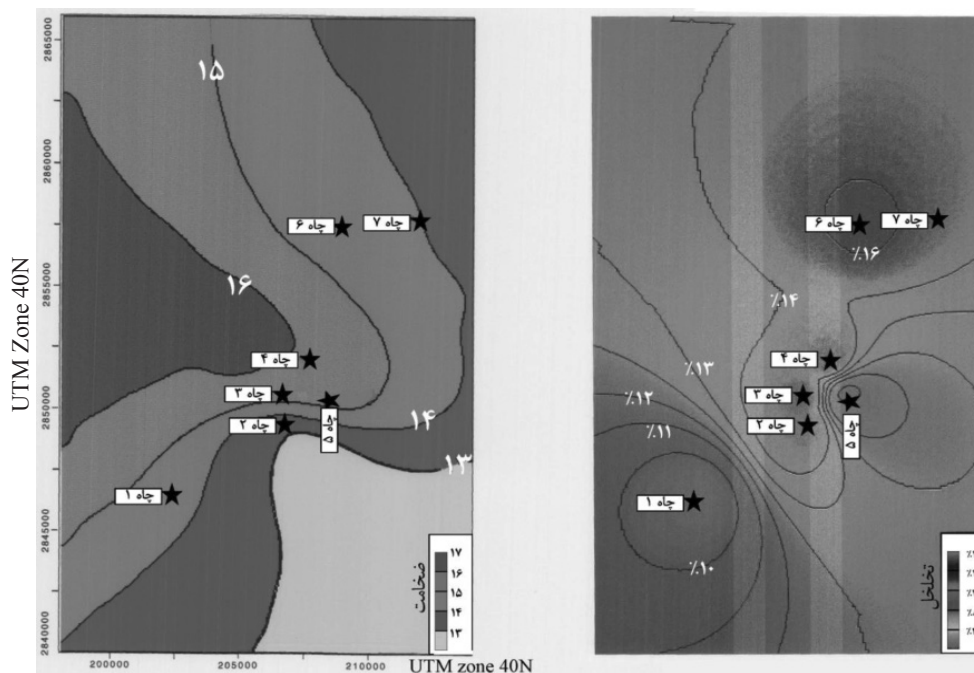 UTM Zone 40N
2865000
2860000
2855000
2850000
2845000
2840000
۱۵
چاه ۶
چاه ۷
۱۶
چاه ۴
چاه ۳
چاه ۲
چاه ۵
۱۴
۱۳
چاه ۱
ضخامت
۱۷
۱۶
۱۵
۱۴
۱۳
200000
205000
210000
UTM zone 40N
چاه ۶
چاه ۷
٪۱۶
٪۱۴
چاه ۴
٪۱۳
٪۱۲
چاه ۳
چاه ۲
چاه ۵
٪۱۱
چاه ۱
٪۱۰
تخلخل